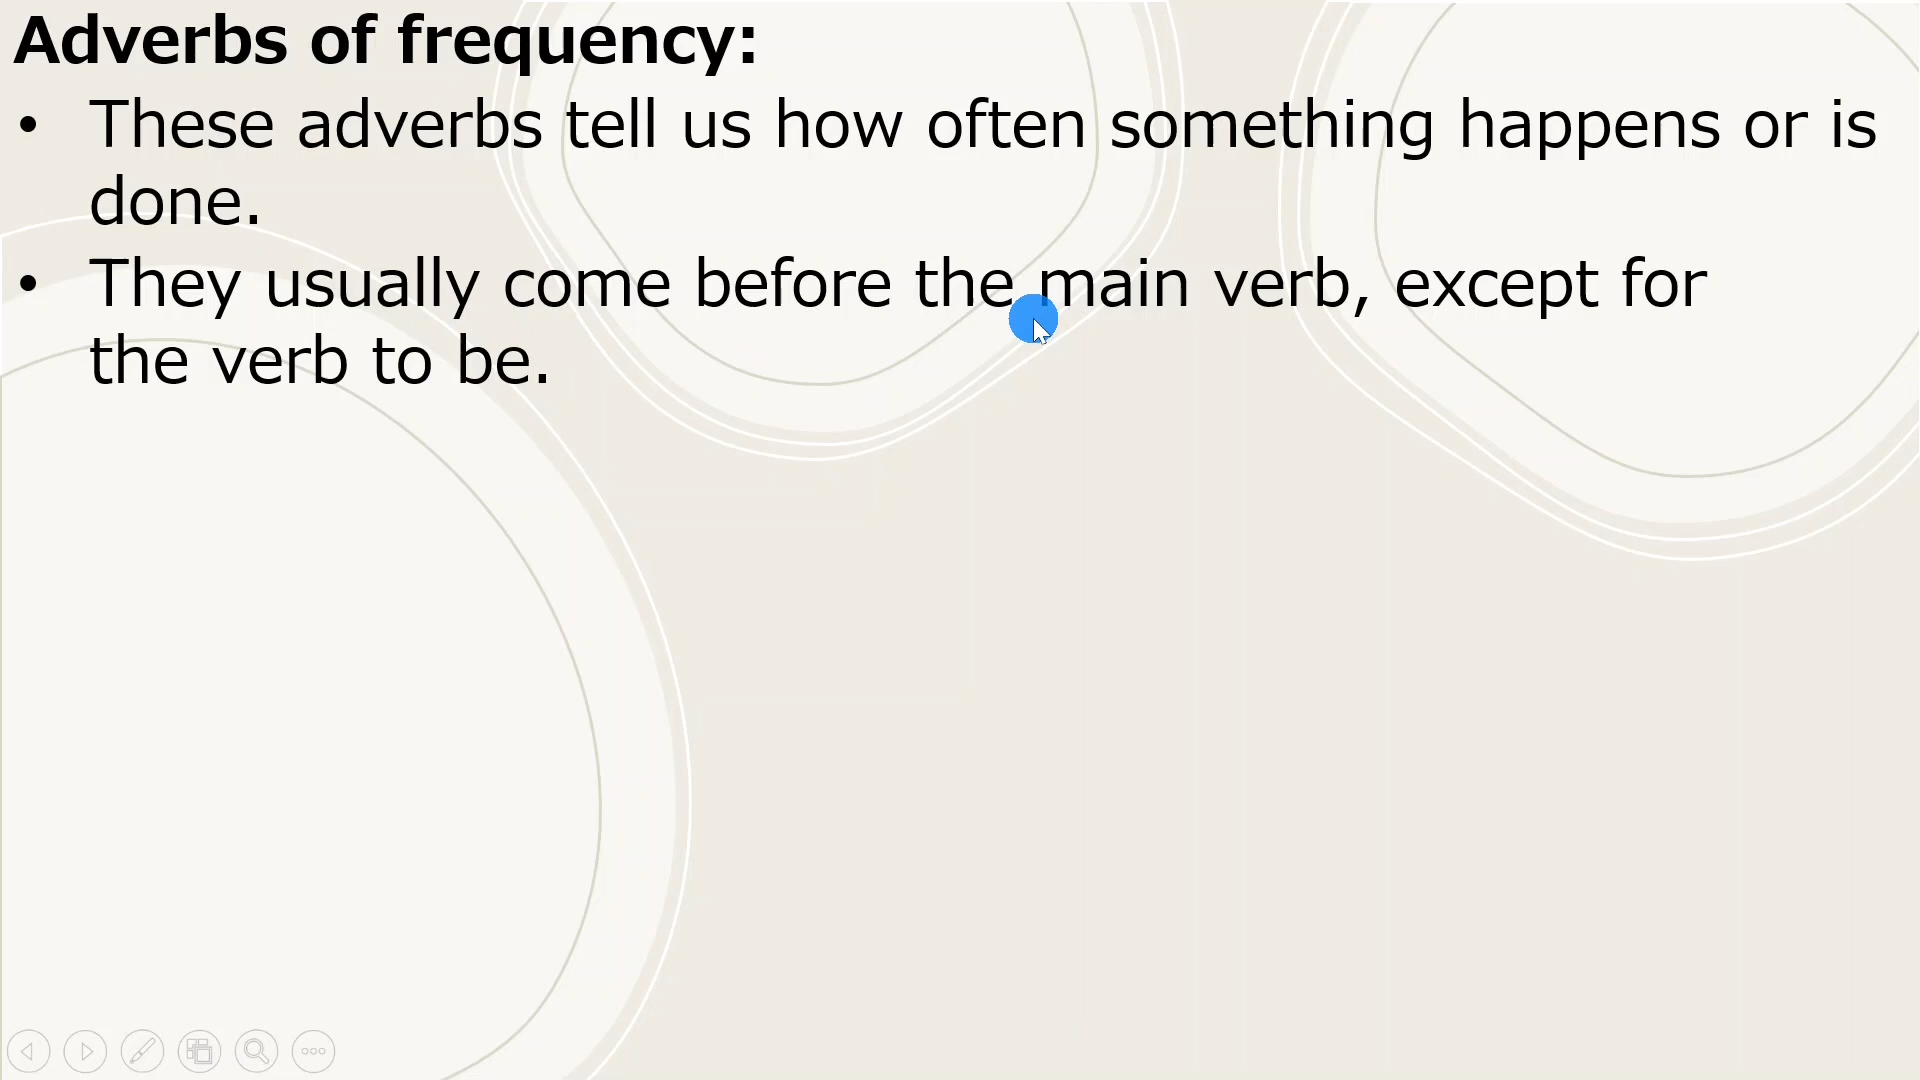 Adverbs of frequency:
• These adverbs tell us how often something happens or is
done.
• They usually come before the main verb, except for
the verb to be.